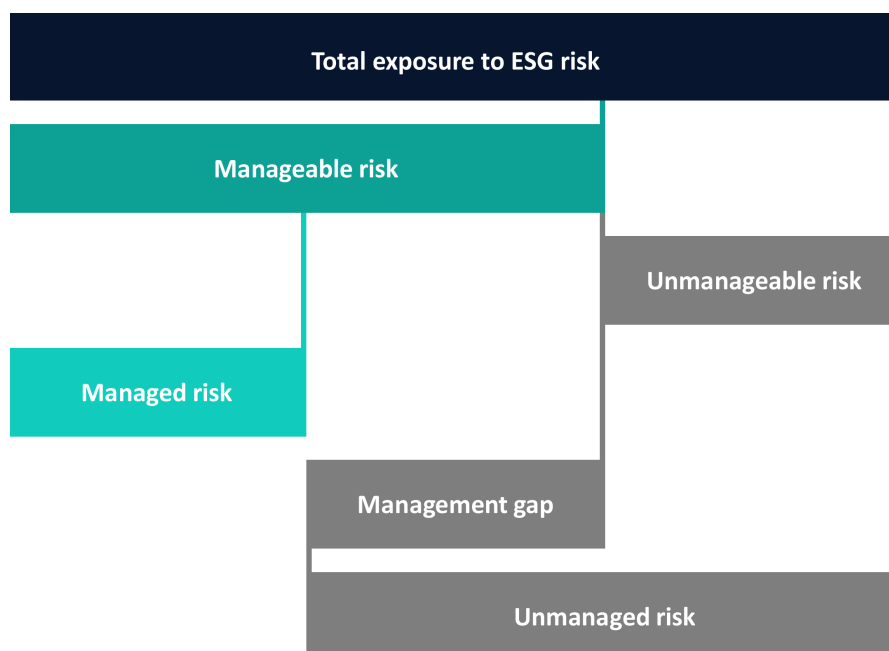 Total exposure to ESG risk
Manageable risk
Unmanageable risk
Managed risk
Management gap
Unmanaged risk